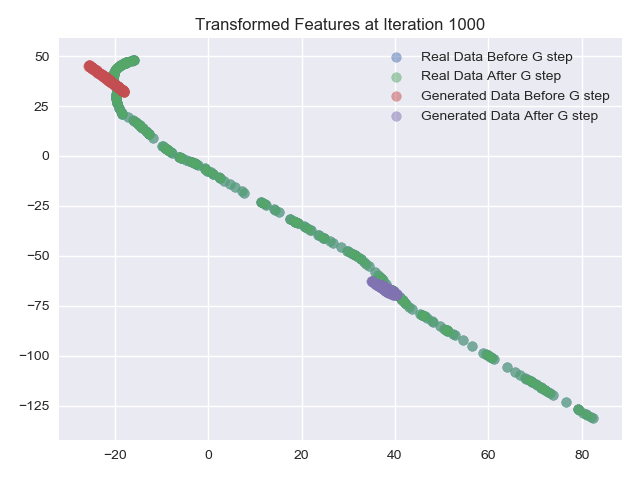 Transformed Features at Iteration 1000
Real Data Before G step
Real Data After G step
Generated Data Before G step
Generated Data After G step
50
25
0
−25
−50
−75
−100
−125
−20 0 20 40 60 80